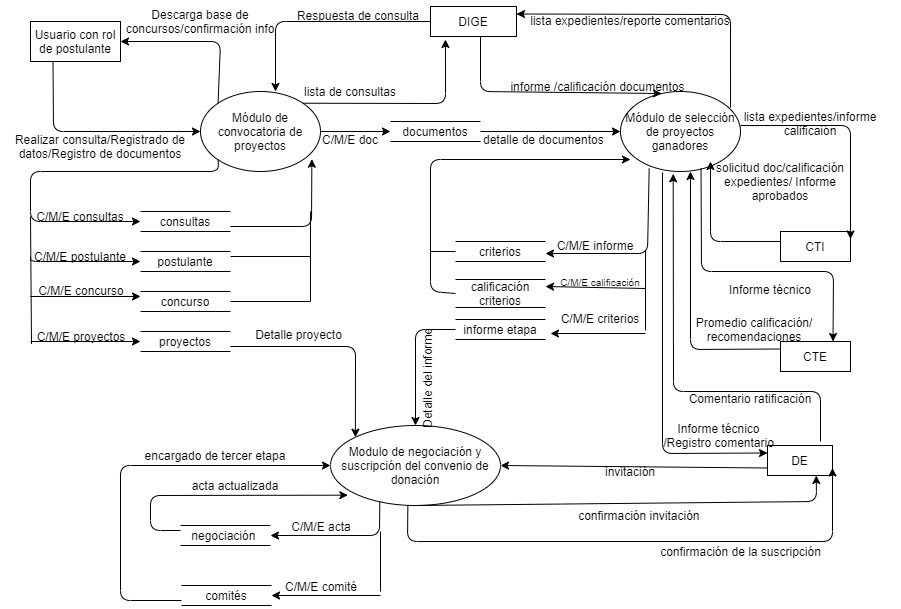 Descarga base de
concursos/confirmación info
Respuesta de consulta
DIGE
lista expedientes/reporte comentarios
Usuario con rol
de postulante
lista de consultas
informe /calificación documentos
Módulo de
convocatoria de
proyectos
C/M/E doc
documentos
detalle de documentos
Módulo de selección
de proyectos
ganadores
lista expedientes/informe
calificaión
Realizar consulta/Registrado de
datos/Registro de documentos
solicitud doc/calificación
expedientes/ Informe
aprobados
C/M/E consultas
consultas
C/M/E postulante
postulante
C/M/E concurso
concurso
C/M/E proyectos
proyectos
Detalle proyecto
criterios
C/M/E informe
calificación
criterios
C/M/E calificación
informe etapa
C/M/E criterios
CTI
Informe técnico
Promedio calificación/
recomendaciones
CTE
Detalle del informe
Comentario ratificación
Informe técnico
/Registro comentario
DE
Modulo de negociación y
suscripción del convenio de
donación
invitación
encargado de tercer etapa
acta actualizada
negociación
C/M/E acta
confirmación invitación
confirmación de la suscripción
comités
C/M/E comité